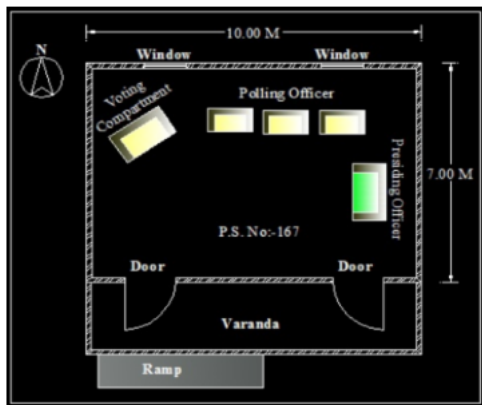 10.00 M
N
Window
Window
Voting
Compartment
Polling Officer
Presiding Officer
7.00 M
P.S. No:-167
Door
Door
Varanda
Ramp